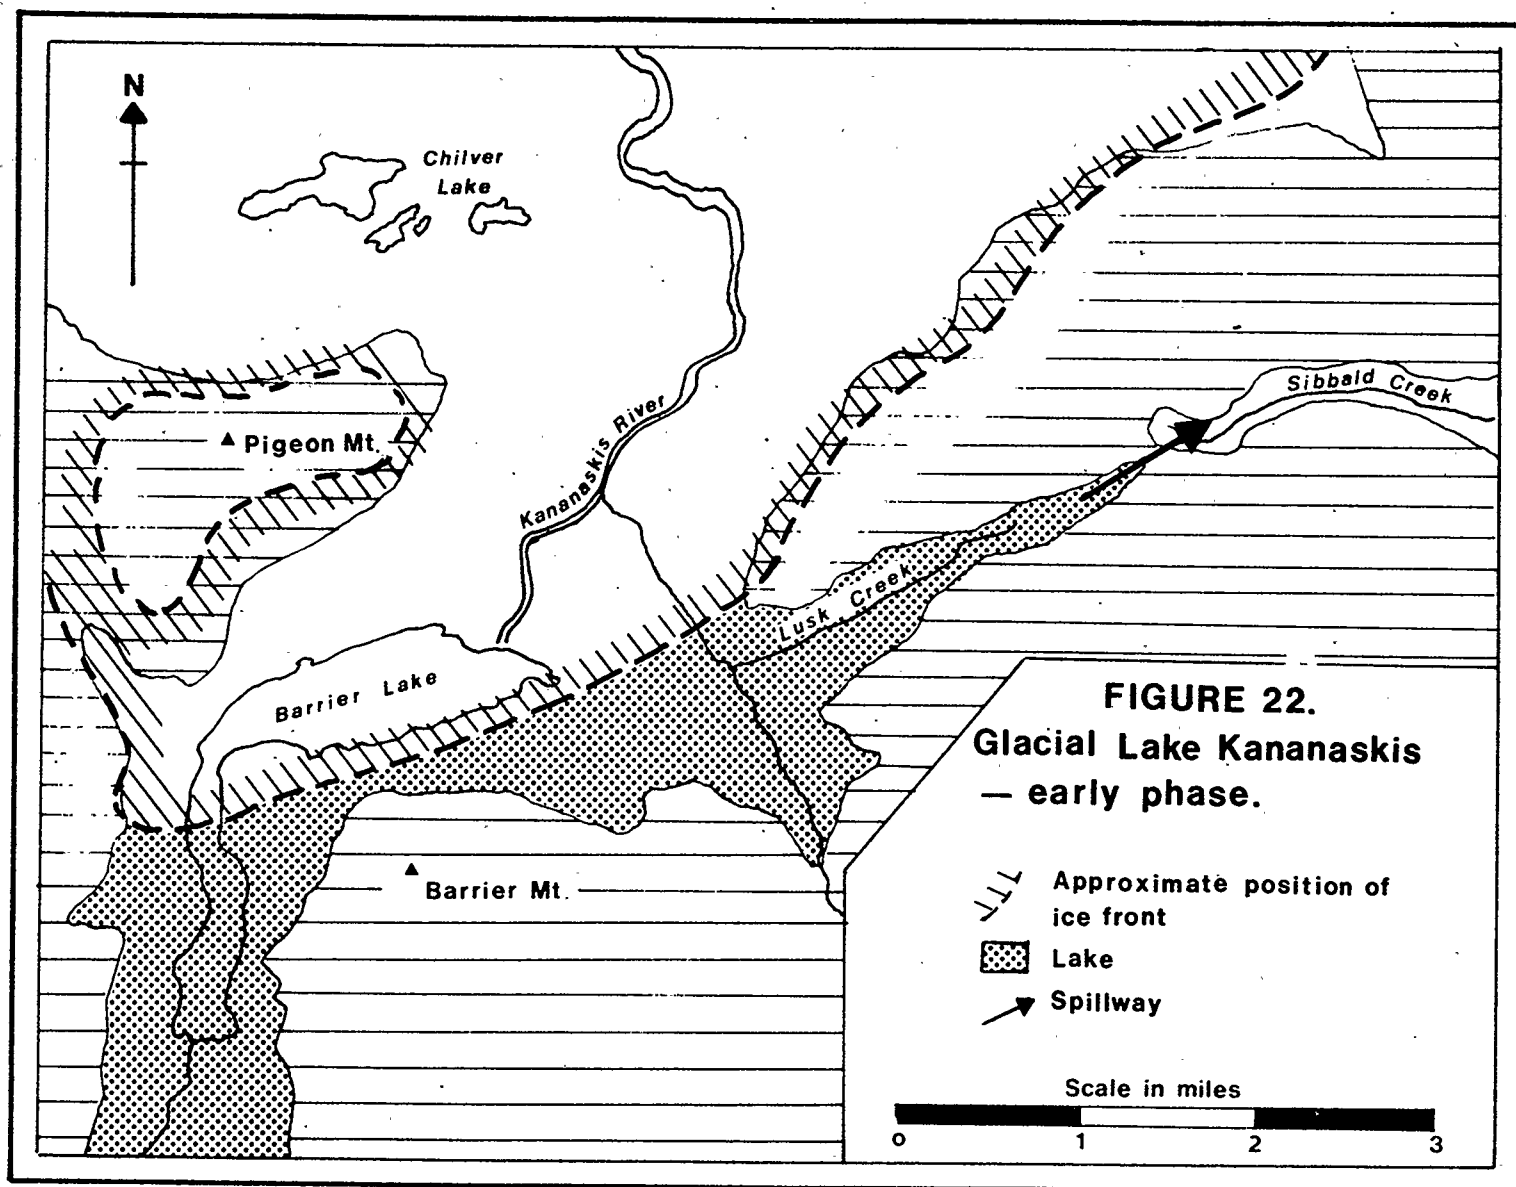 N
Chilver
Lake
Sibbald Creek
Pigeon Mt.
Kananaskis River
Lusk Creek
Barrier Lake
FIGURE 22.
Glacial Lake Kananaskis
— early phase.
Barrier Mt.
Approximate position of
ice front
Lake
Spillway
Scale in miles
0 1 2 3